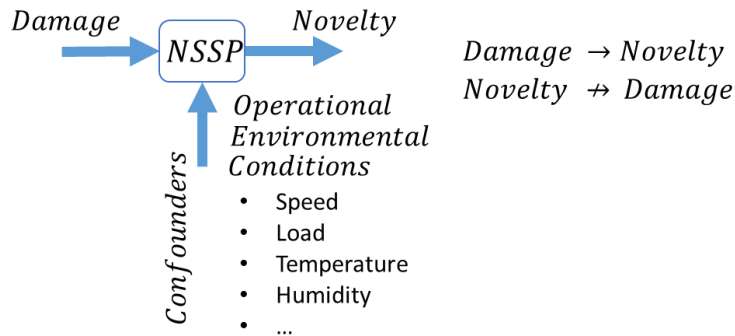 Damage
NSSP
Novelty
Damage → Novelty
Novelty ↛ Damage
Confounders
Operational
Environmental
Conditions
• Speed
• Load
• Temperature
• Humidity
• ...